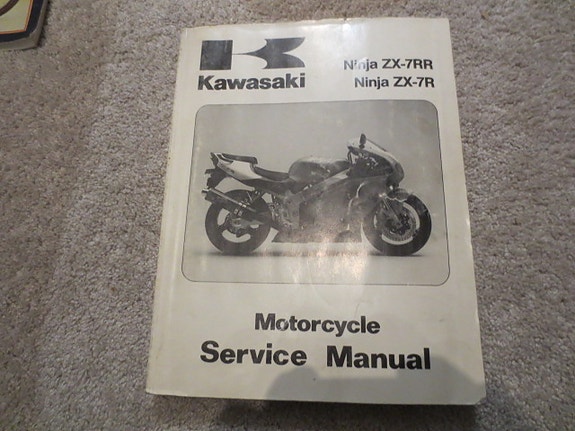 Ninja ZX-7RR
Kawasaki
Ninja ZX-7R
Motorcycle
Service Manual